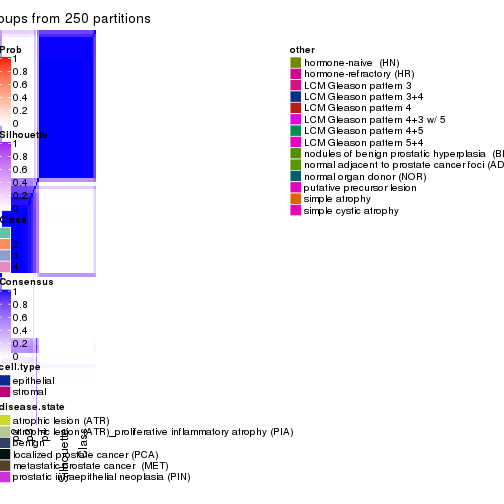 oups from 250 partitions
Prob
1
0.8
0.6
0.4
0.2
0
Silhouette
1
0.8
0.6
0.4
0.2
Class
1
2
3
4
Consensus
1
0.8
0.6
0.4
0.2
0
cell.type
epithelial
stromal
disease.state
atrophic lesion (ATR)
atrophic lesion (ATR)_proliferative inflammatory atrophy (PIA)
benign
localized prostate cancer (PCA)
metastatic prostate cancer (MET)
prostatic intraepithelial neoplasia (PIN)
Silhouette
Class
other
hormone-naive (HN)
hormone-refractory (HR)
LCM Gleason pattern 3
LCM Gleason pattern 3+4
LCM Gleason pattern 4
LCM Gleason pattern 4+3 w/ 5
LCM Gleason pattern 4+5
LCM Gleason pattern 5+4
nodules of benign prostatic hyperplasia (B
normal adjacent to prostate cancer foci (AD
normal organ donor (NOR)
putative precursor lesion
simple atrophy
simple cystic atrophy